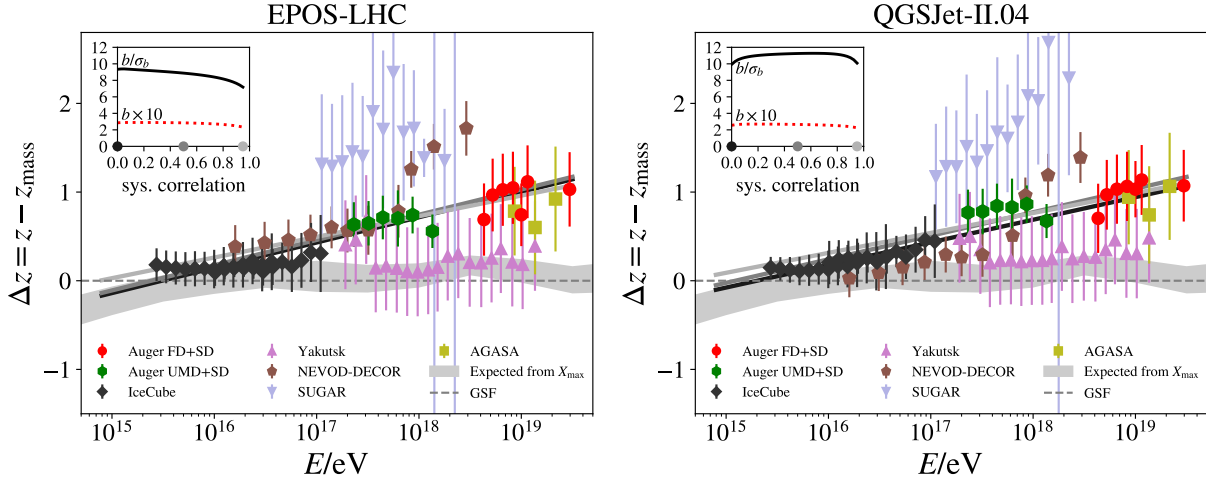 EPOS-LHC
12
10
8
6
4
2
0
b/σ_b
b × 10
0.0 0.2 0.4 0.6 0.8 1.0
sys. correlation
2
1
0
−1
Δz = z − z_mass
Auger FD+SD
Auger UMD+SD
IceCube
Yakutsk
NEVOD-DECOR
SUGAR
AGASA
Expected from X_max
GSF
10^15 10^16 10^17 10^18 10^19
E/eV
QGSJet-II.04
12
10
8
6
4
2
0
b/σ_b
b × 10
0.0 0.2 0.4 0.6 0.8 1.0
sys. correlation
2
1
0
−1
Δz = z − z_mass
Auger FD+SD
Auger UMD+SD
IceCube
Yakutsk
NEVOD-DECOR
SUGAR
AGASA
Expected from X_max
GSF
10^15 10^16 10^17 10^18 10^19
E/eV